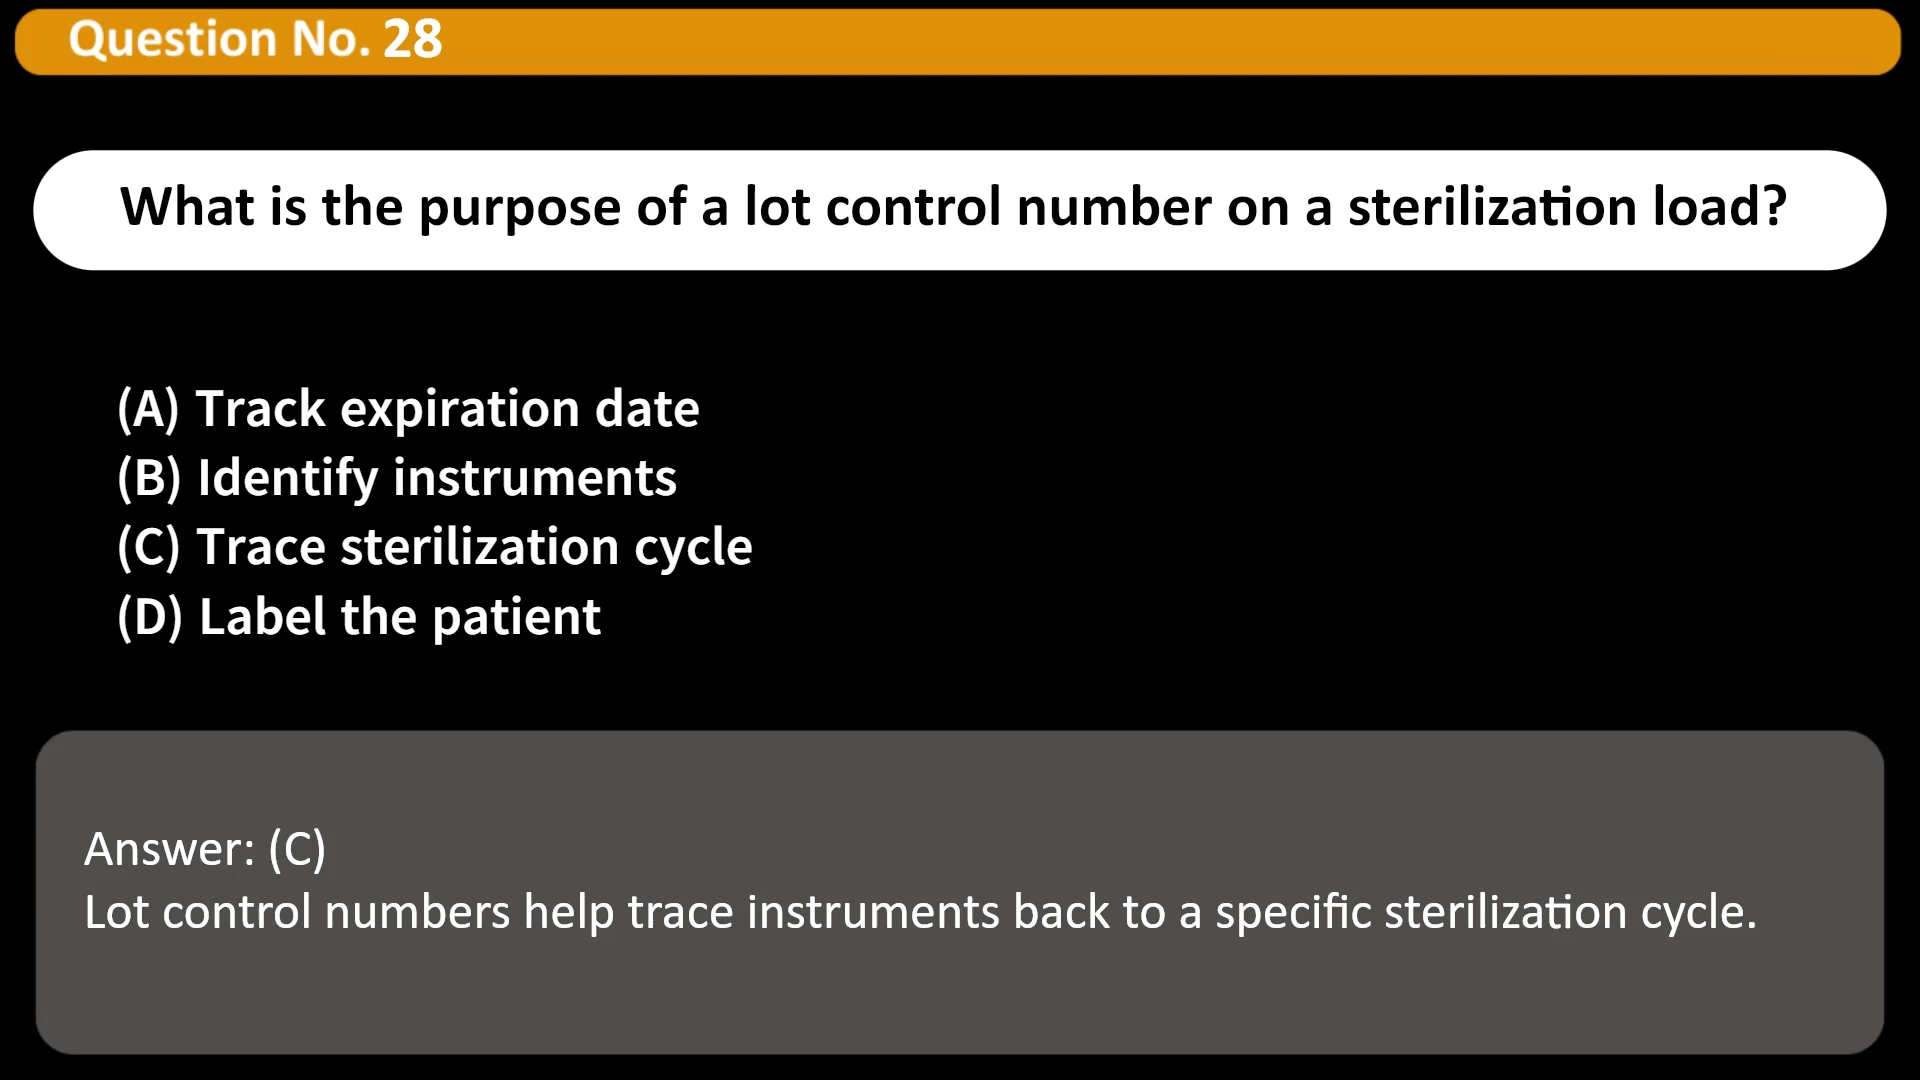 Question No. 28
What is the purpose of a lot control number on a sterilization load?
(A) Track expiration date
(B) Identify instruments
(C) Trace sterilization cycle
(D) Label the patient
Answer: (C)
Lot control numbers help trace instruments back to a specific sterilization cycle.